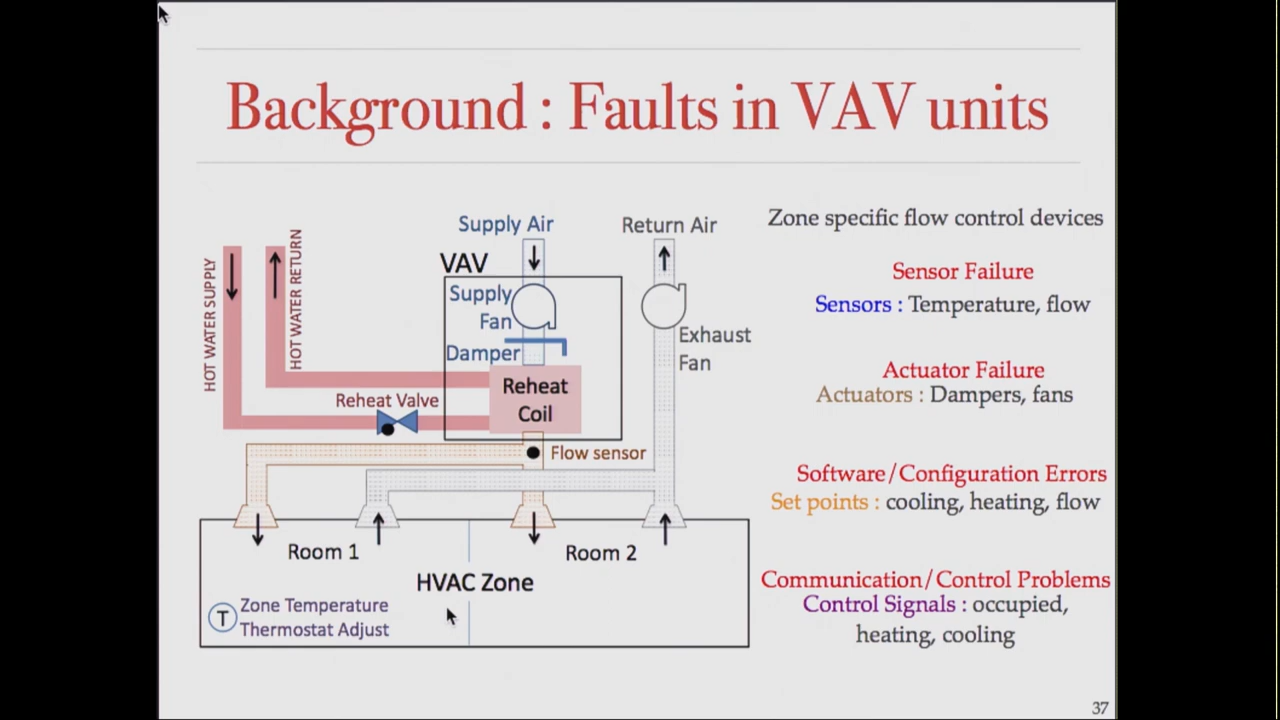 Background : Faults in VAV units
Supply Air
Return Air
Zone specific flow control devices
HOT WATER SUPPLY
HOT WATER RETURN
VAV
Supply
Fan
Damper
Exhaust
Fan
Reheat
Coil
Reheat Valve
Flow sensor
Sensor Failure
Sensors : Temperature, flow
Actuator Failure
Actuators : Dampers, fans
Software/Configuration Errors
Set points : cooling, heating, flow
Communication/Control Problems
Control Signals : occupied,
heating, cooling
Room 1
Room 2
HVAC Zone
T
Zone Temperature
Thermostat Adjust
37